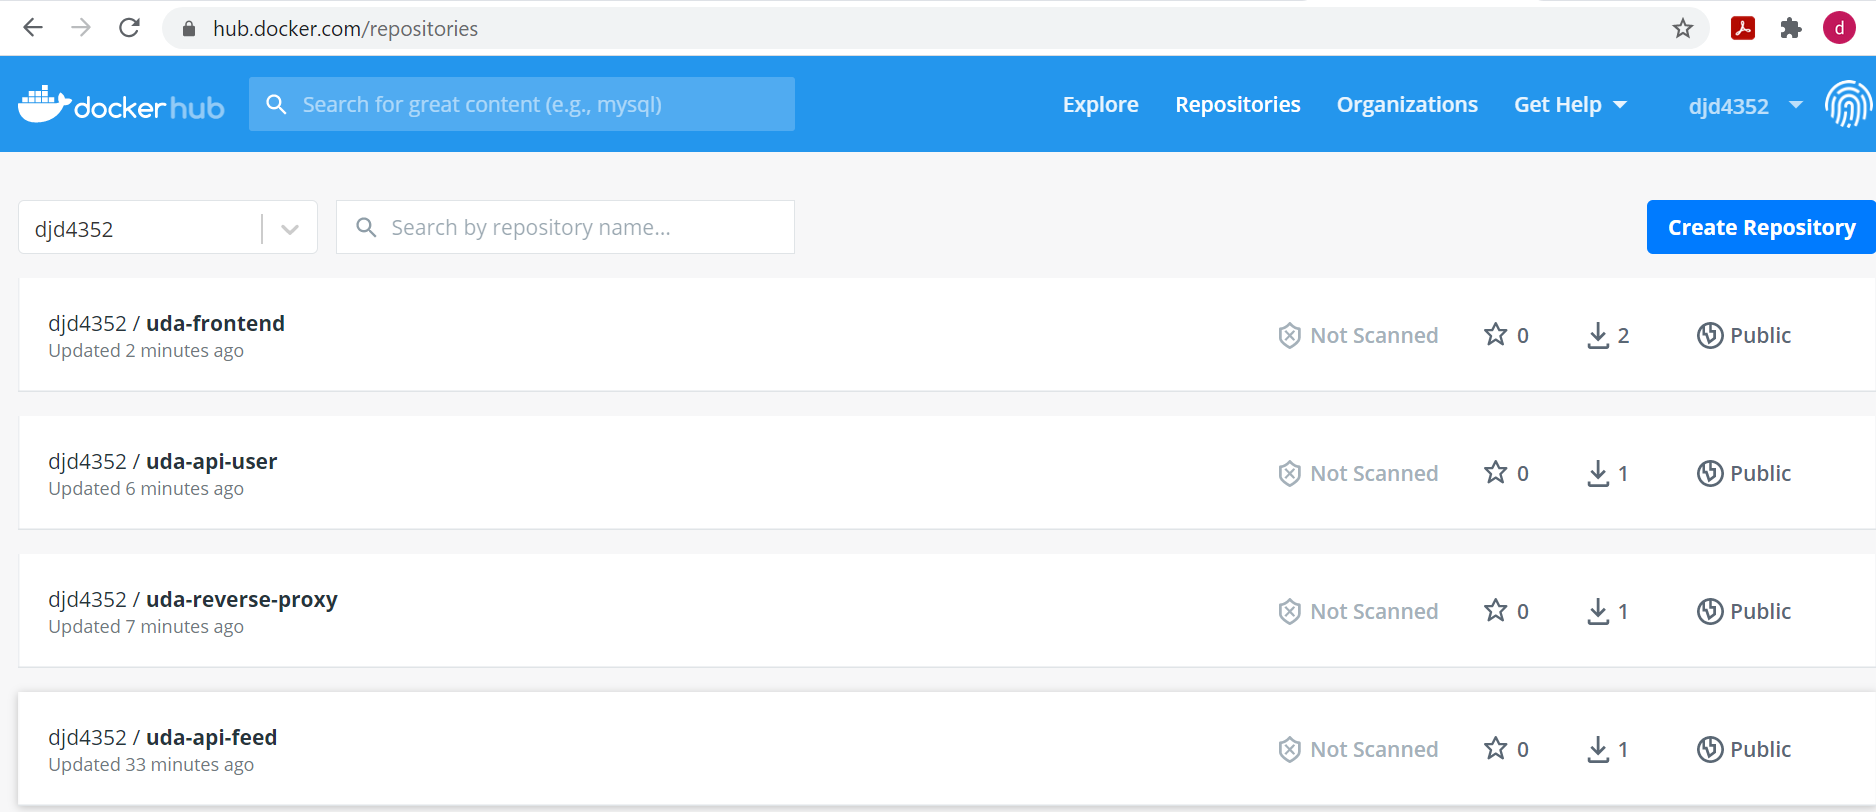 hub.docker.com/repositories
d
dockerhub
Search for great content (e.g., mysql)
Explore
Repositories
Organizations
Get Help
djd4352
djd4352
Search by repository name...
Create Repository
djd4352 / uda-frontend
Updated 2 minutes ago
Not Scanned
0
2
Public
djd4352 / uda-api-user
Updated 6 minutes ago
Not Scanned
0
1
Public
djd4352 / uda-reverse-proxy
Updated 7 minutes ago
Not Scanned
0
1
Public
djd4352 / uda-api-feed
Updated 33 minutes ago
Not Scanned
0
1
Public